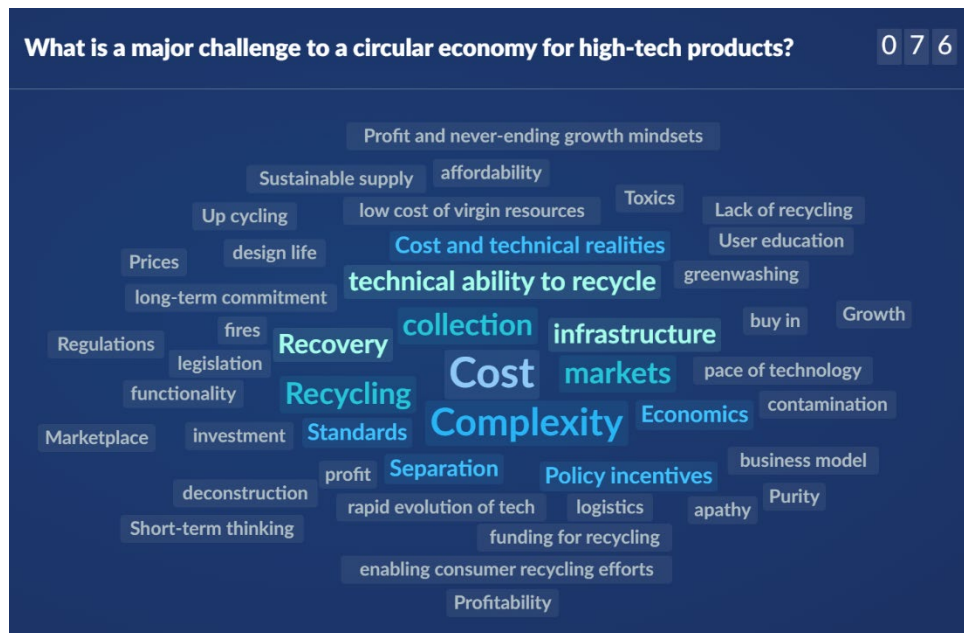 What is a major challenge to a circular economy for high-tech products?
0 7 6
Profit and never-ending growth mindsets
Sustainable supply
affordability
Toxics
Up cycling
low cost of virgin resources
Lack of recycling
Prices
design life
Cost and technical realities
User education
long-term commitment
technical ability to recycle
greenwashing
Regulations
fires
Recovery
collection
infrastructure
buy in
Growth
legislation
functionality
Recycling
Cost
markets
pace of technology
Marketplace
investment
Standards
Complexity
Economics
contamination
profit
Separation
Policy incentives
business model
deconstruction
rapid evolution of tech
logistics
apathy
Purity
Short-term thinking
funding for recycling
enabling consumer recycling efforts
Profitability